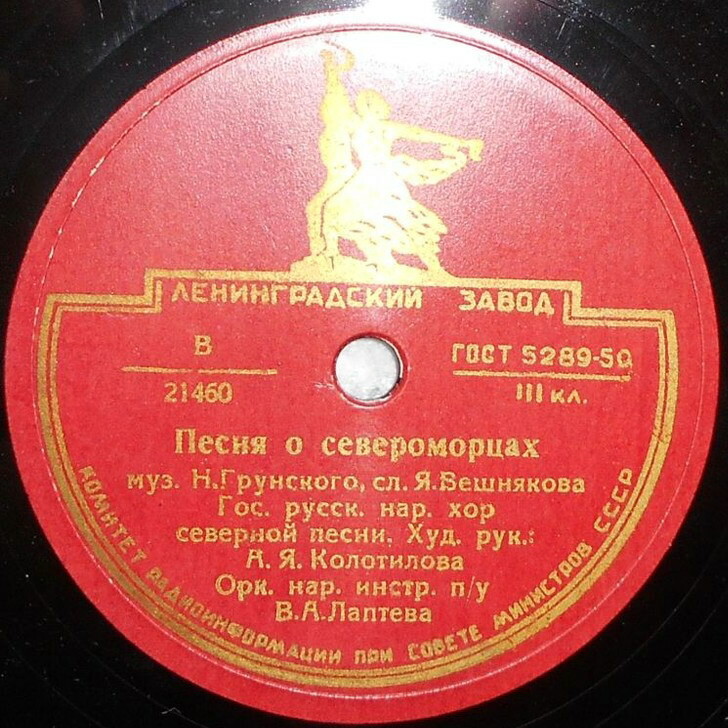 ЛЕНИНГРАДСКИЙ ЗАВОД
В
21460
ГОСТ 5289-50
III кл.
Песня о североморцах
муз. Н.Грунского, сл. Я.Вешнякова
Гос. русск. нар. хор
северной песни. Худ. рук.:
А.Я.Колотилова
Орк. нар. инстр. п/у
В.А.Лаптева
КОМИТЕТ РАДИОИНФОРМАЦИИ ПРИ СОВЕТЕ МИНИСТРОВ СССР